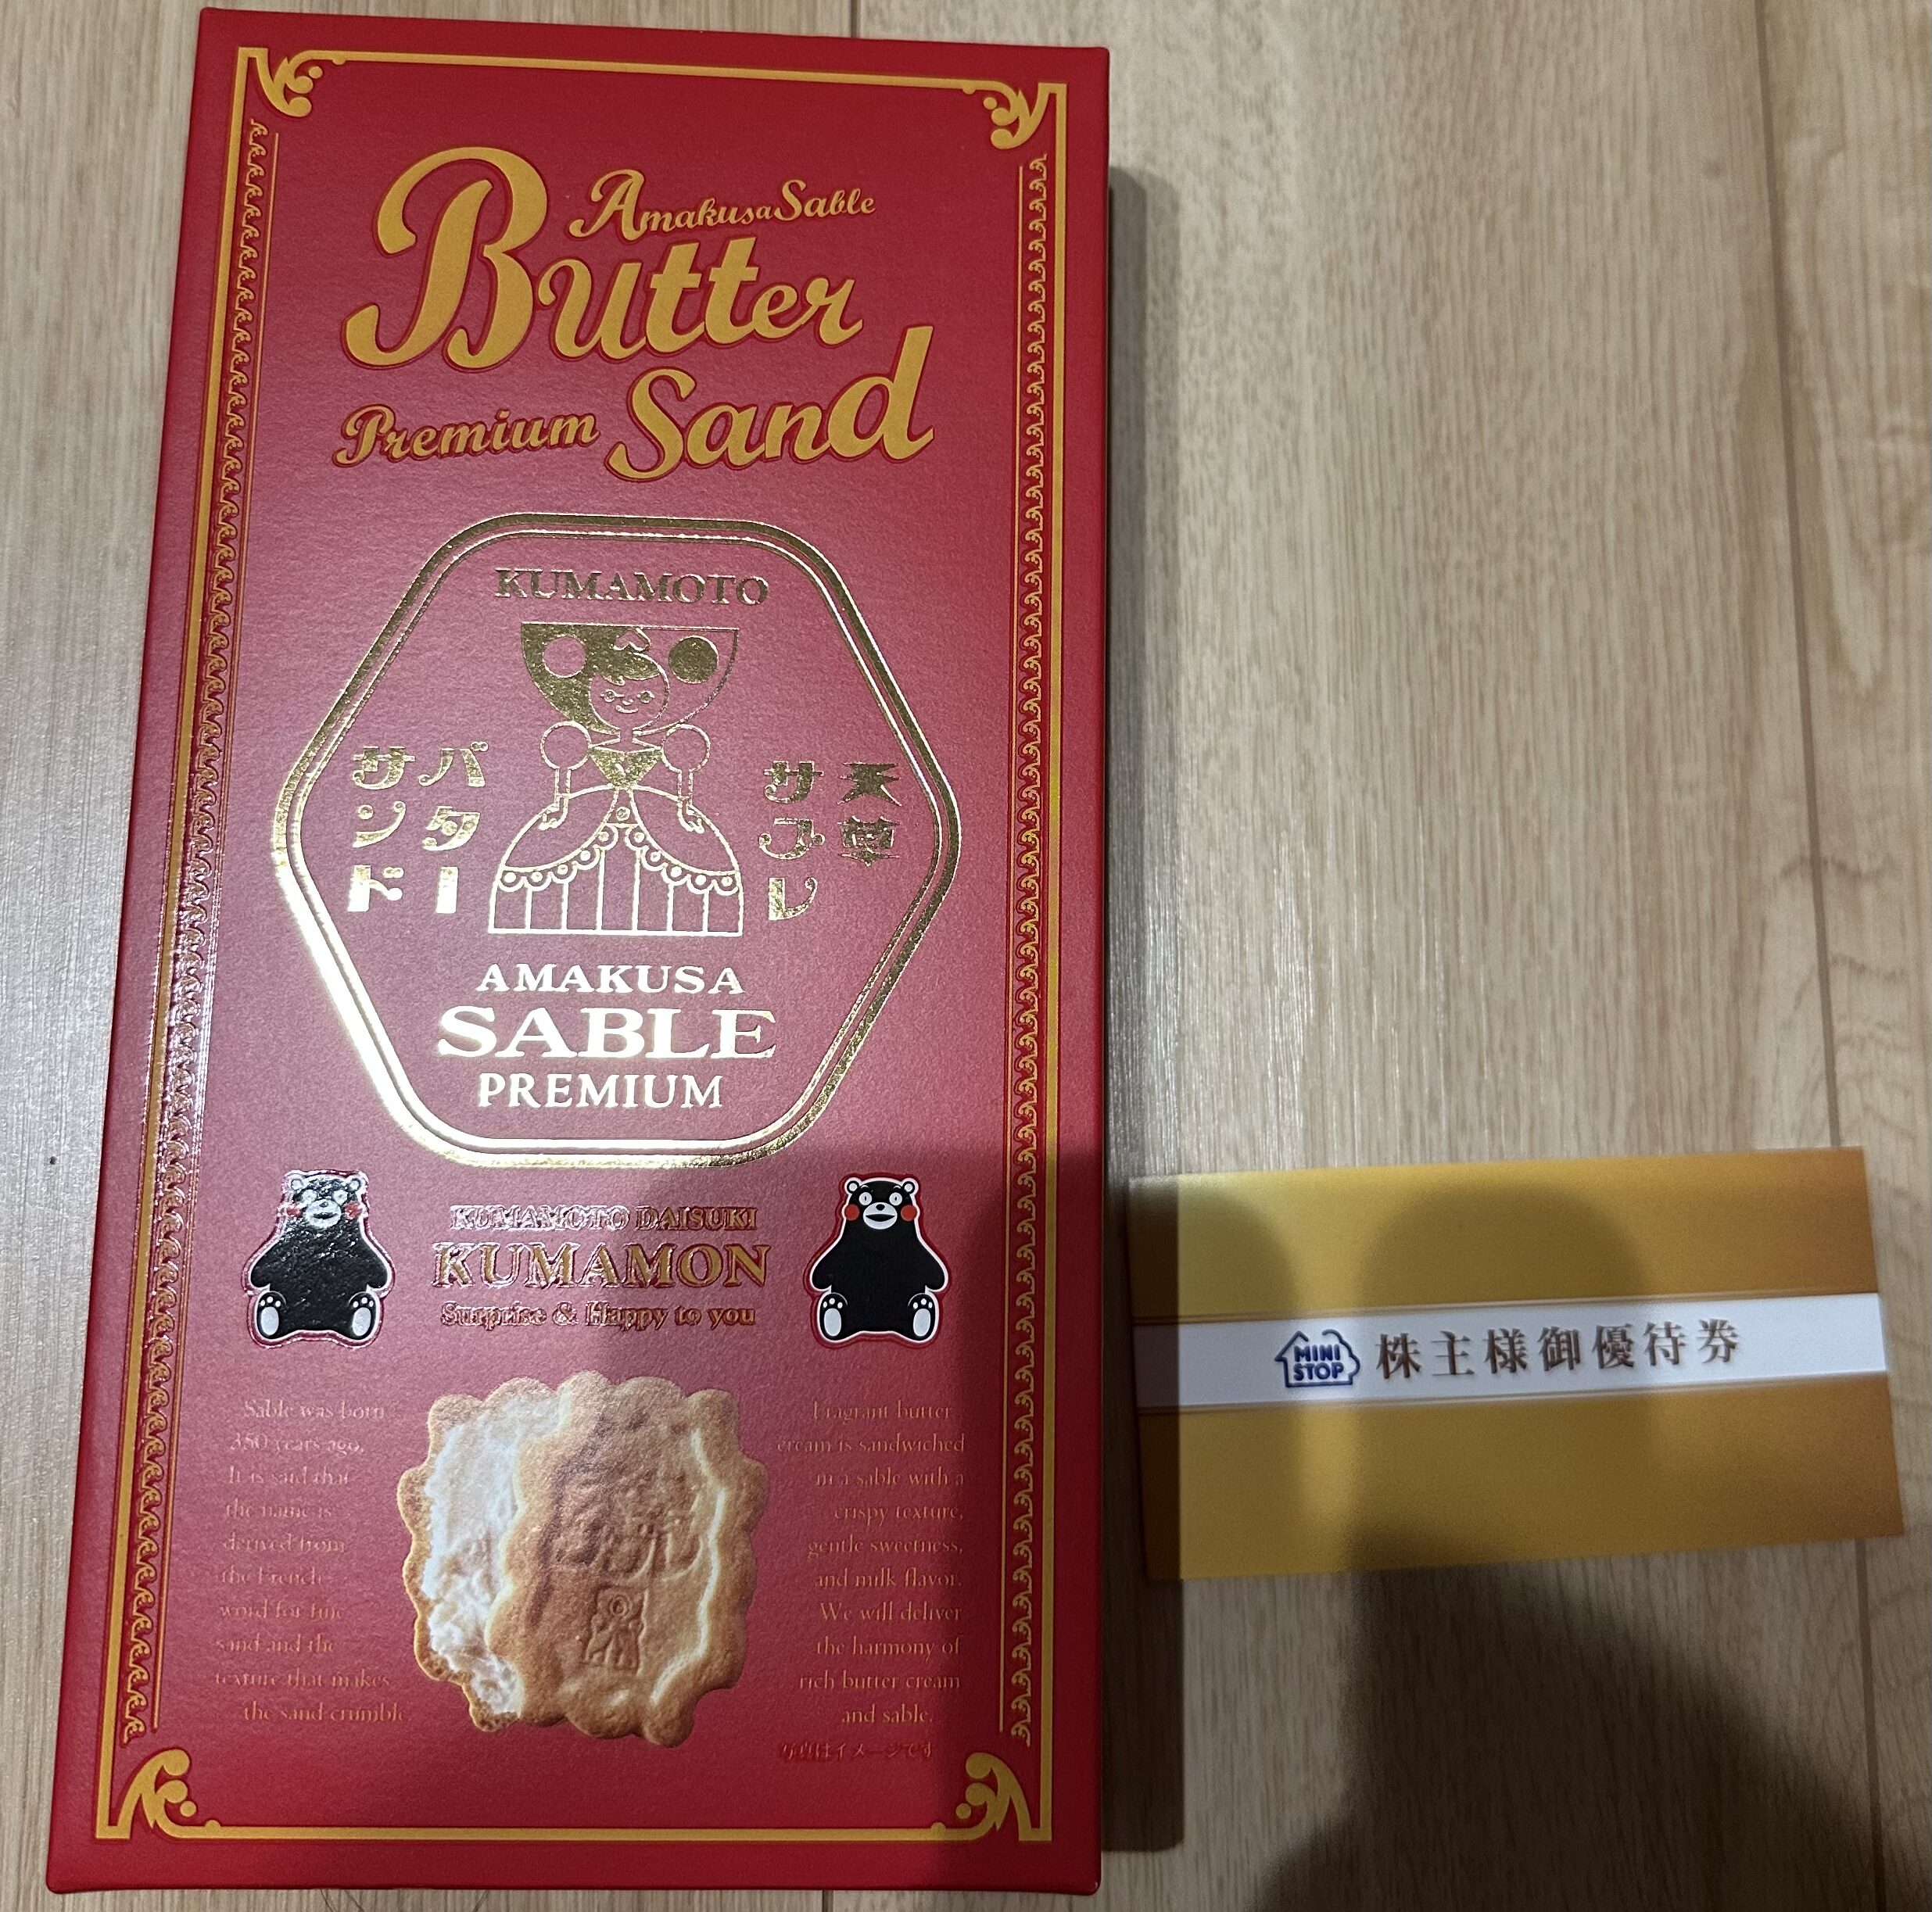 Amakusa Sable
Butter
Premium Sand
KUMAMOTO
天草
サブレ
バター
サンド
AMAKUSA
SABLE
PREMIUM
KUMAMOTO DAISUKI
KUMAMON
Surprise & Happy to you
Sable was born
350 years ago.
It is said that
the name is
derived from
the French
word for fine
sand and the
texture that makes
the sand crumble.
サブレ
Fragrant butter
cream is sandwiched
in a sable with a
crispy texture,
gentle sweetness,
and milk flavor.
We will deliver
the harmony of
rich butter cream
and sable.
写真はイメージです
MINI
STOP
株主様御優待券